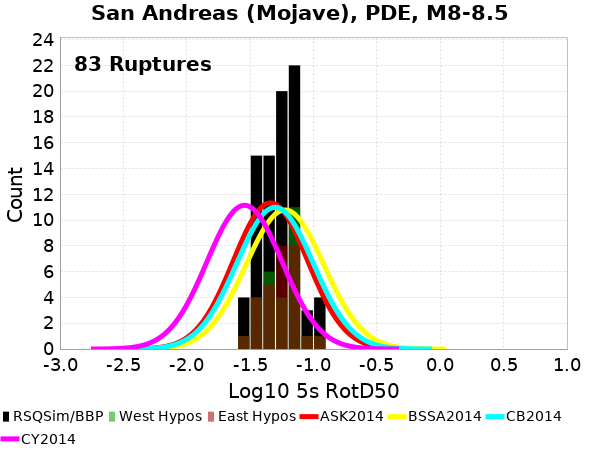 San Andreas (Mojave), PDE, M8-8.5
83 Ruptures
Count
24
22
20
18
16
14
12
10
8
6
4
2
0
-3.0 -2.5 -2.0 -1.5 -1.0 -0.5 0.0 0.5 1.0
Log10 5s RotD50
RSQSim/BBP West Hypos East Hypos ASK2014 BSSA2014 CB2014
CY2014